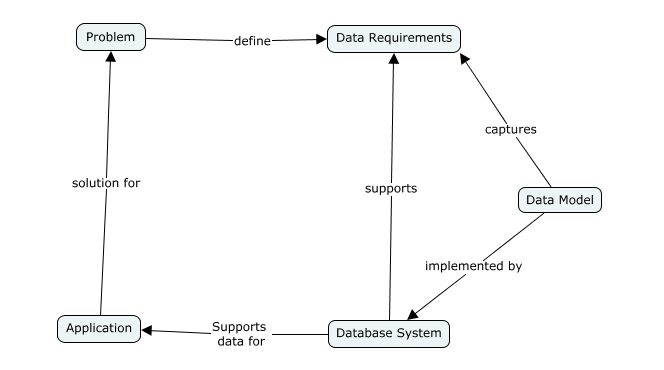 Problem
define
Data Requirements
captures
solution for
supports
Data Model
implemented by
Application
Supports
data for
Database System